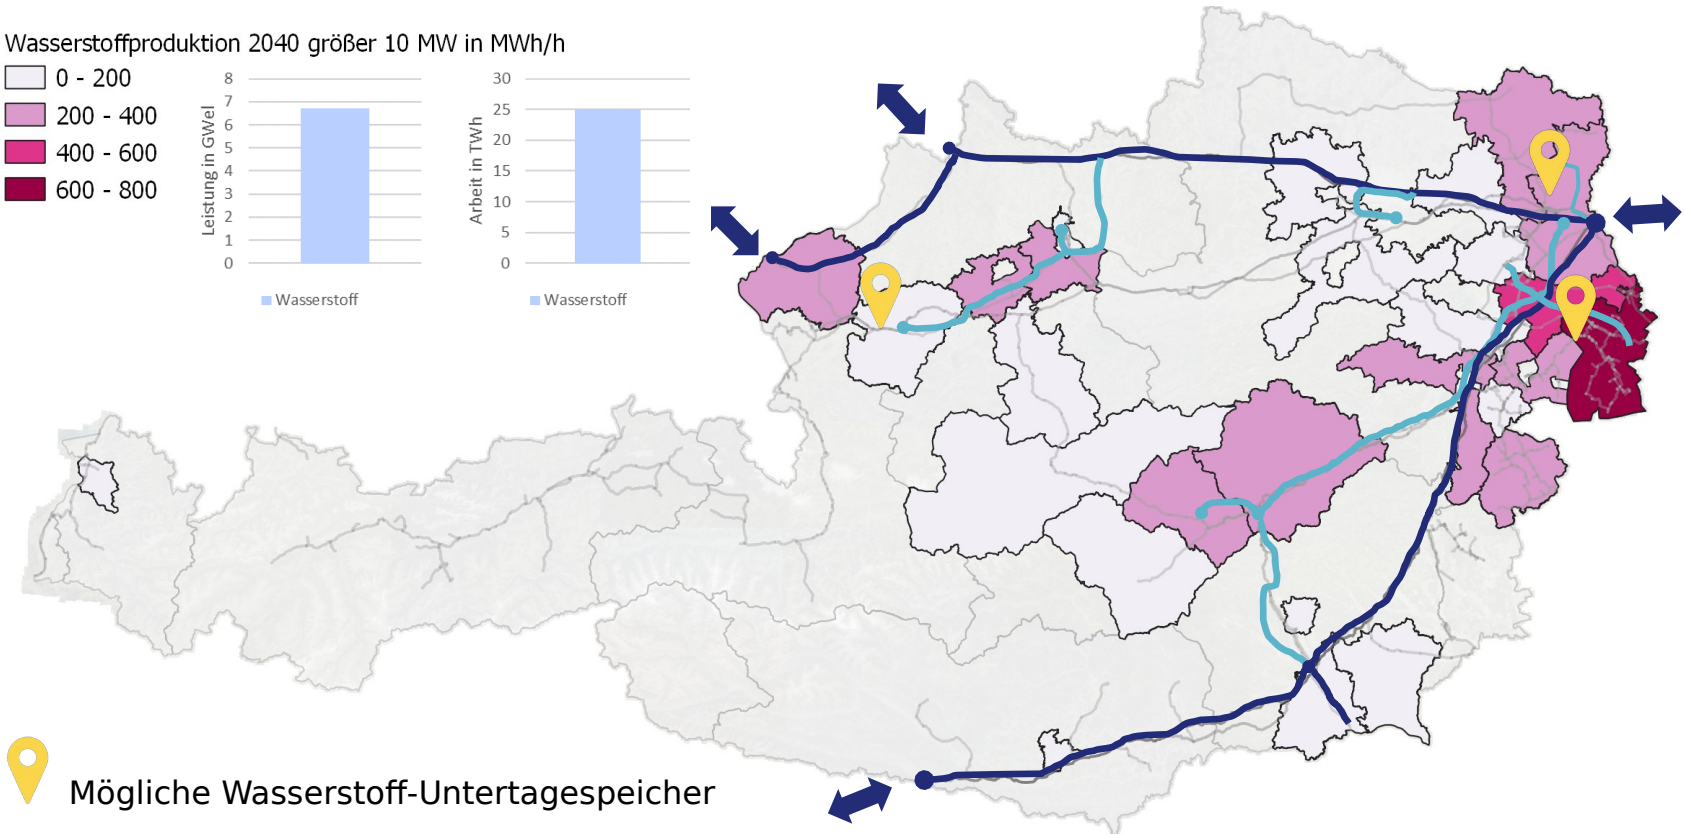 Wasserstoffproduktion 2040 größer 10 MW in MWh/h
0 - 200
200 - 400
400 - 600
600 - 800
Leistung in GWel
8
7
6
5
4
3
2
1
0
Wasserstoff
Arbeit in TWh
30
25
20
15
10
5
0
Wasserstoff
Mögliche Wasserstoff-Untertagespeicher